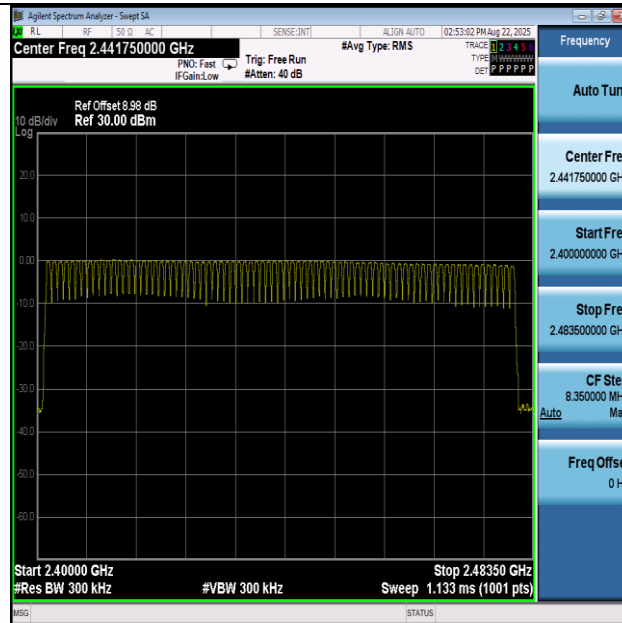 Agilent Spectrum Analyzer - Swept SA
RL RF 50 Ω AC SENSE:INT ALIGN AUTO 02:53:02 PM Aug 22, 2025
Center Freq 2.441750000 GHz
PNO: Fast
IFGain:Low
Trig: Free Run
#Atten: 40 dB
#Avg Type: RMS
TRACE 1 2 3 4 5 6
TYPE M WWWWW
DET P P P P P P
Ref Offset 8.98 dB
10 dB/div Ref 30.00 dBm
Log
20.0
10.0
0.00
-10.0
-20.0
-30.0
-40.0
-50.0
-60.0
Start 2.40000 GHz Stop 2.48350 GHz
#Res BW 300 kHz #VBW 300 kHz Sweep 1.133 ms (1001 pts)
MSG STATUS
Frequency
Auto Tun
Center Fre
2.441750000 GH
Start Fre
2.400000000 GH
Stop Fre
2.483500000 GH
CF Ste
8.350000 MH
Auto Ma
Freq Offse
0 H